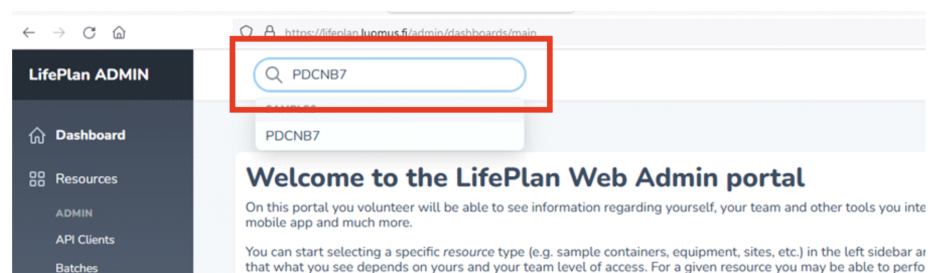 https://lifeplan.luomus.fi/admin/dashboards/main
LifePlan ADMIN
PDCNB7
SAMPLES
PDCNB7
Dashboard
Resources
ADMIN
API Clients
Batches
Welcome to the LifePlan Web Admin portal
On this portal you volunteer will be able to see information regarding yourself, your team and other tools you inte
mobile app and much more.
You can start selecting a specific resource type (e.g. sample containers, equipment, sites, etc.) in the left sidebar a
that what you see depends on yours and your team level of access. For a given resource you may be able to perfo